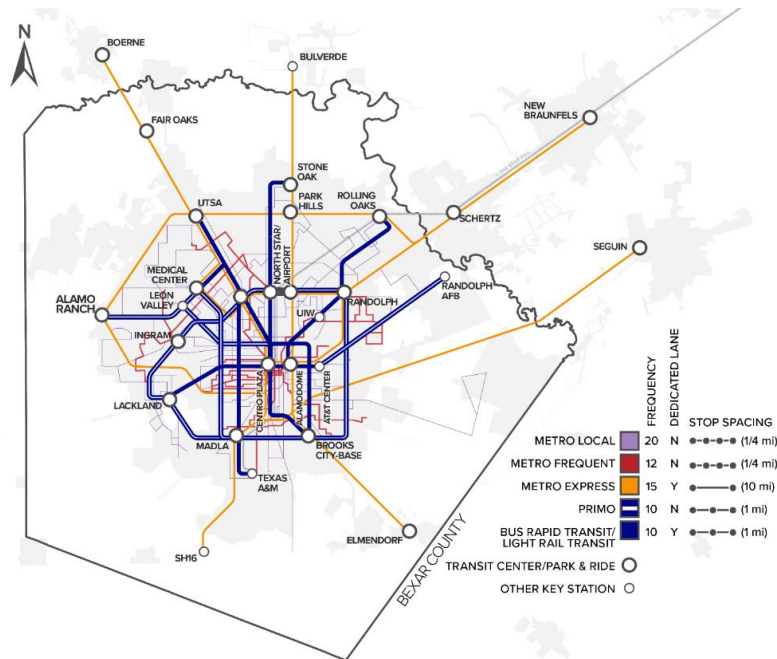 BOERNE
N
BULVERDE
FAIR OAKS
NEW
BRAUNFELS
LONE STAR RAIL
STONE
OAK
UTSA
PARK
HILLS
ROLLING
OAKS
SCHERTZ
SEGUIN
NORTH STAR/
AIRPORT
MEDICAL
CENTER
LEON
VALLEY
ALAMO
RANCH
RANDOLPH
RANDOLPH
AFB
UIW
INGRAM
CENTRO PLAZA
ALAMODOME
AT&T CENTER
LACKLAND
MADLA
BROOKS
CITY-BASE
TEXAS
A&M
SH16
ELMENDORF
BEXAR COUNTY
FREQUENCY
DEDICATED LANE
STOP SPACING
METRO LOCAL 20 N (1/4 mi)
METRO FREQUENT 12 N (1/4 mi)
METRO EXPRESS 15 Y (10 mi)
PRIMO 10 N (1 mi)
BUS RAPID TRANSIT/
LIGHT RAIL TRANSIT 10 Y (1 mi)
TRANSIT CENTER/PARK & RIDE
OTHER KEY STATION